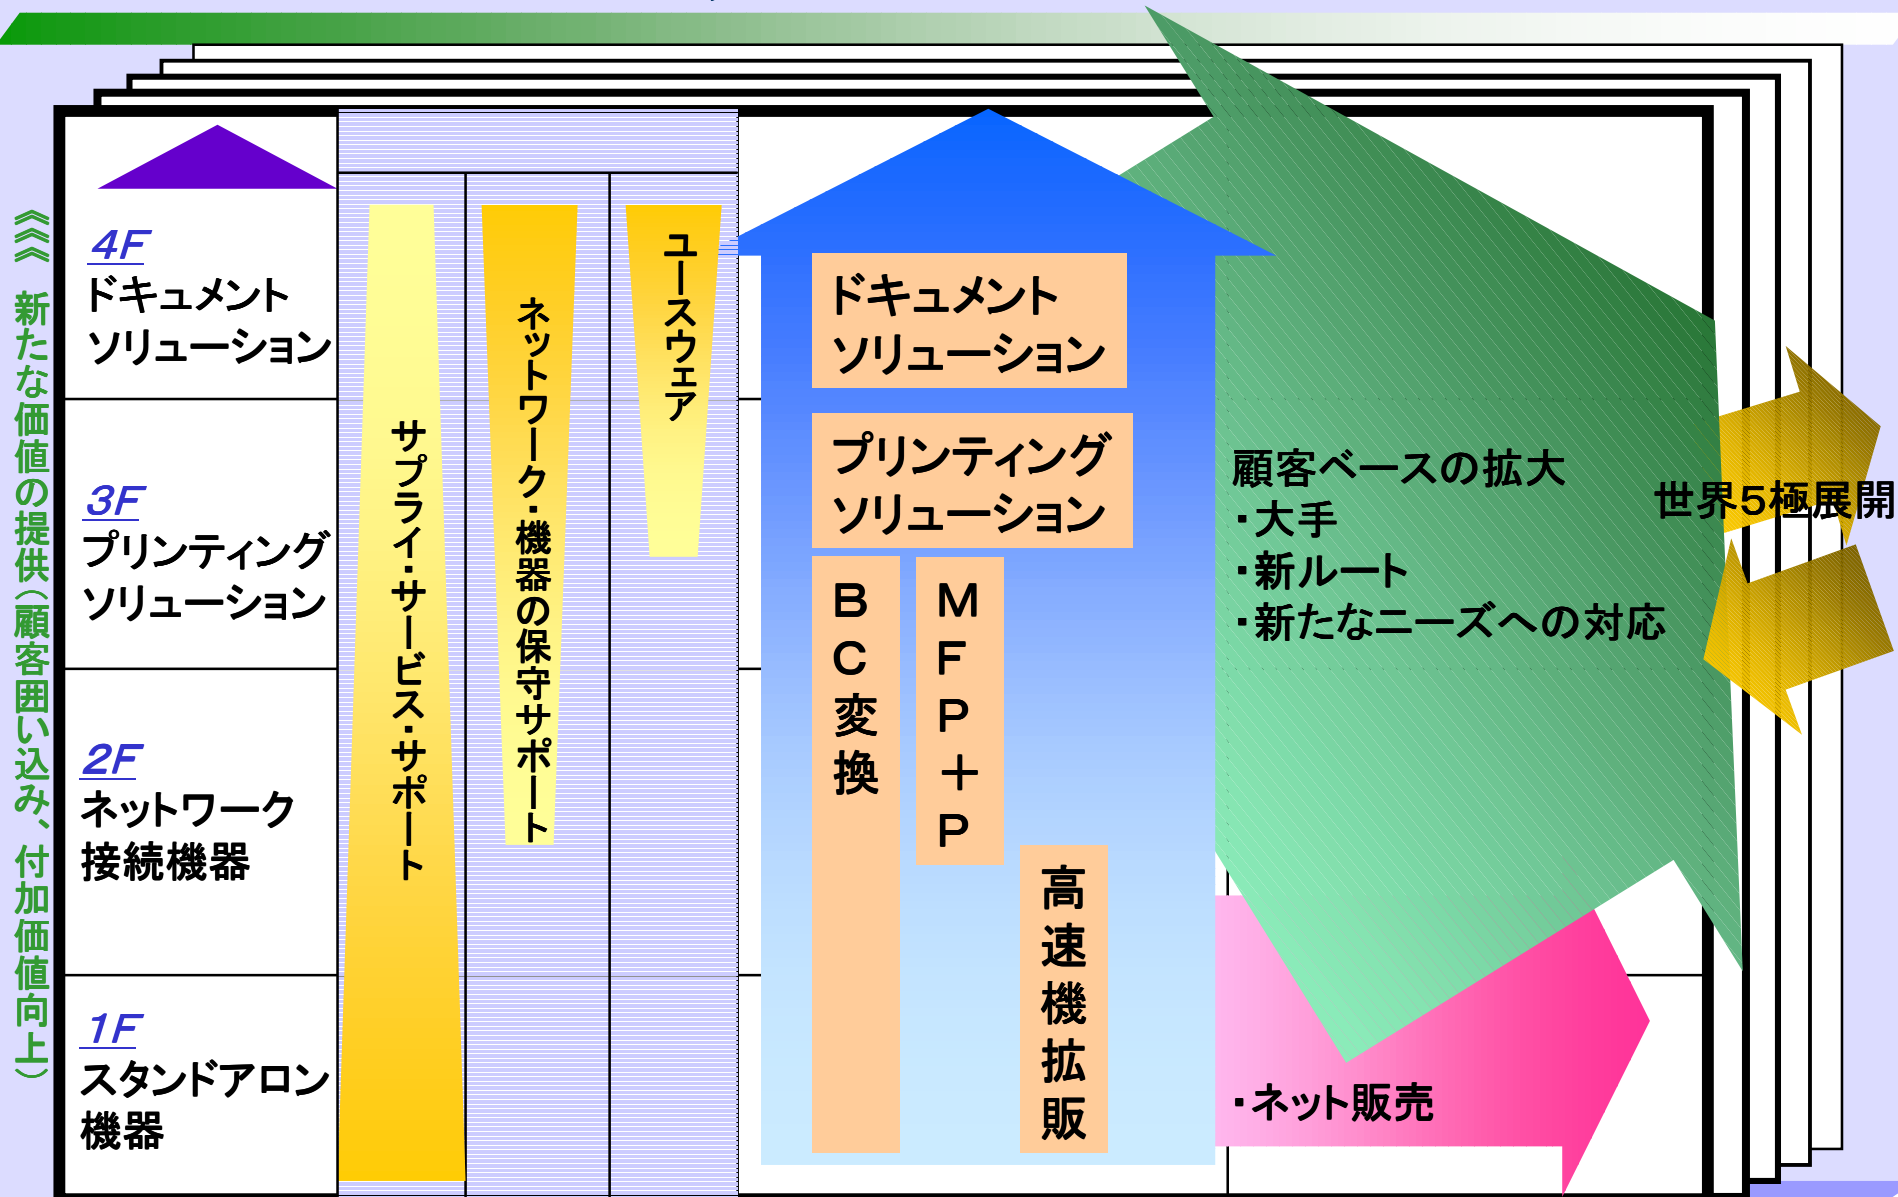 《《《 新たな価値の提供（顧客囲い込み、付加価値向上）
4F
ドキュメント
ソリューション
3F
プリンティング
ソリューション
2F
ネットワーク
接続機器
1F
スタンドアロン
機器
サプライ・サービス・サポート
ネットワーク・機器の保守サポート
ユースウェア
ドキュメント
ソリューション
プリンティング
ソリューション
BC変換
MFP＋P
高速機拡販
顧客ベースの拡大
・大手
・新ルート
・新たなニーズへの対応
・ネット販売
世界5極展開